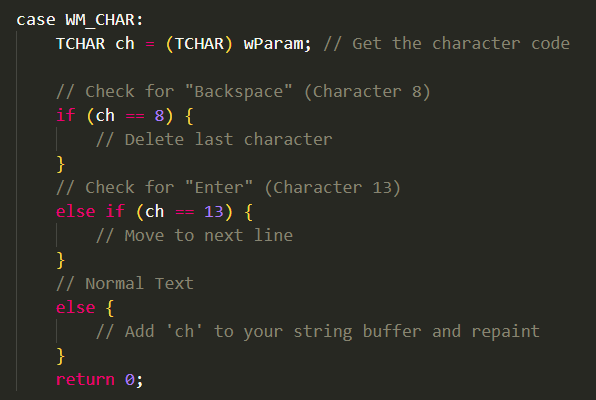 case WM_CHAR:
    TCHAR ch = (TCHAR) wParam; // Get the character code

    // Check for "Backspace" (Character 8)
    if (ch == 8) {
        // Delete last character
    }
    // Check for "Enter" (Character 13)
    else if (ch == 13) {
        // Move to next line
    }
    // Normal Text
    else {
        // Add 'ch' to your string buffer and repaint
    }
    return 0;